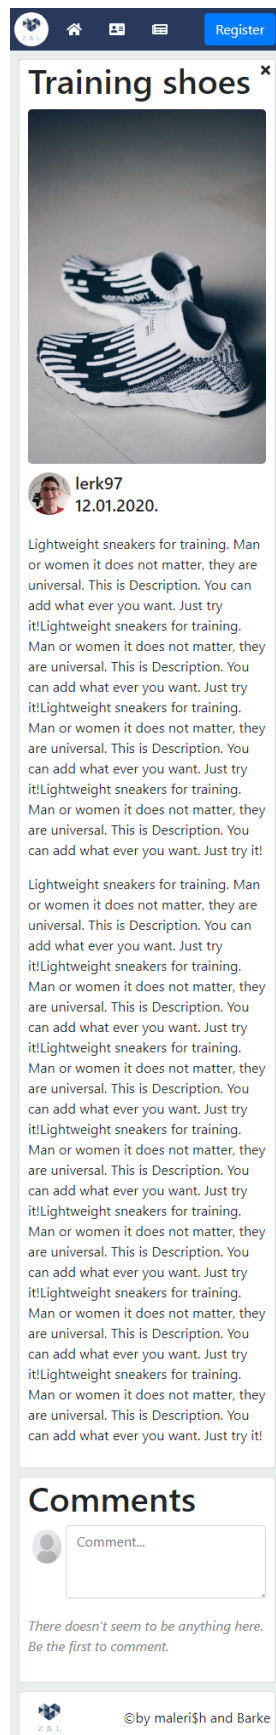 Z & L
Register
Training shoes
lerk97
12.01.2020.
Lightweight sneakers for training. Man
or women it does not matter, they are
universal. This is Description. You can
add what ever you want. Just try
it!Lightweight sneakers for training.
Man or women it does not matter, they
are universal. This is Description. You
can add what ever you want. Just try
it!Lightweight sneakers for training.
Man or women it does not matter, they
are universal. This is Description. You
can add what ever you want. Just try
it!Lightweight sneakers for training.
Man or women it does not matter, they
are universal. This is Description. You
can add what ever you want. Just try it!
Lightweight sneakers for training. Man
or women it does not matter, they are
universal. This is Description. You can
add what ever you want. Just try
it!Lightweight sneakers for training.
Man or women it does not matter, they
are universal. This is Description. You
can add what ever you want. Just try
it!Lightweight sneakers for training.
Man or women it does not matter, they
are universal. This is Description. You
can add what ever you want. Just try
it!Lightweight sneakers for training.
Man or women it does not matter, they
are universal. This is Description. You
can add what ever you want. Just try
it!Lightweight sneakers for training.
Man or women it does not matter, they
are universal. This is Description. You
can add what ever you want. Just try
it!Lightweight sneakers for training.
Man or women it does not matter, they
are universal. This is Description. You
can add what ever you want. Just try
it!Lightweight sneakers for training.
Man or women it does not matter, they
are universal. This is Description. You
can add what ever you want. Just try it!
Comments
Comment...
There doesn't seem to be anything here.
Be the first to comment.
Z & L
©by maleri$h and Barke